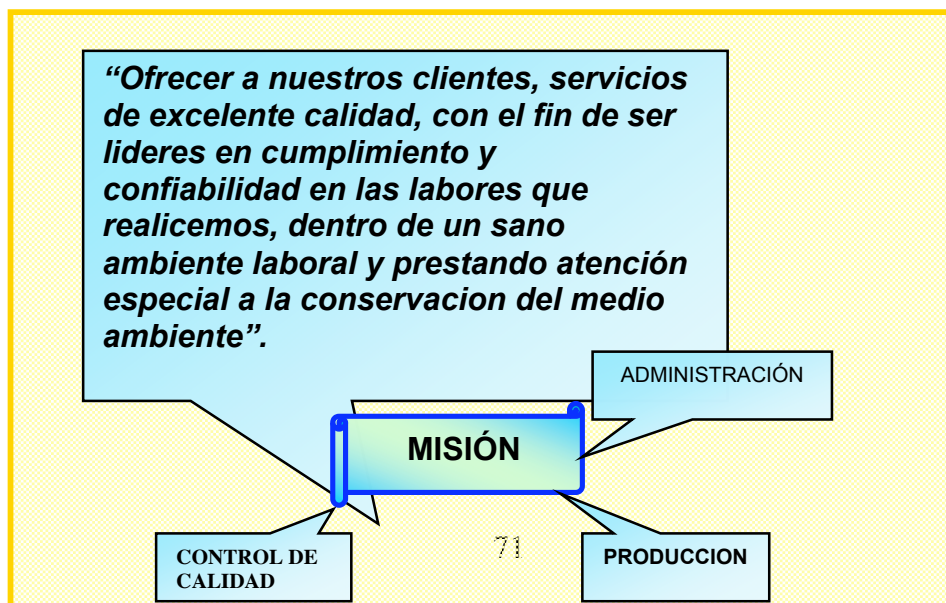 “Ofrecer a nuestros clientes, servicios
de excelente calidad, con el fin de ser
lideres en cumplimiento y
confiabilidad en las labores que
realicemos, dentro de un sano
ambiente laboral y prestando atención
especial a la conservacion del medio
ambiente”.
ADMINISTRACIÓN
MISIÓN
CONTROL DE
CALIDAD
71
PRODUCCION